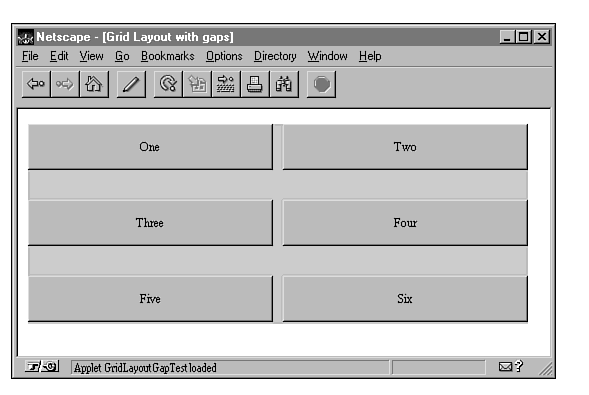 Netscape - [Grid Layout with gaps]
File Edit View Go Bookmarks Options Directory Window Help
One Two
Three Four
Five Six
Applet GridLayoutGapTest loaded
?